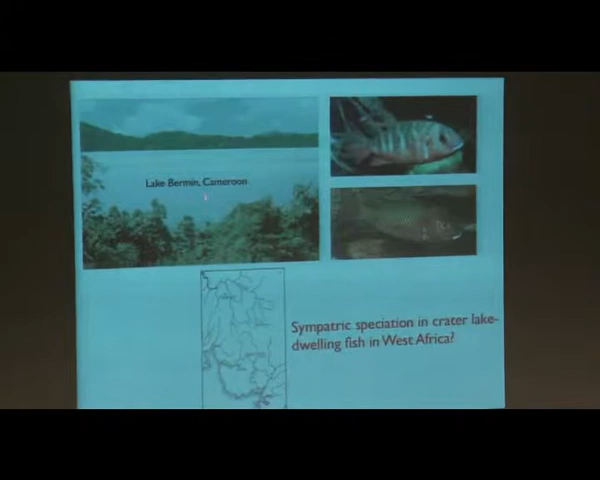 Lake Bermin, Cameroon
Sympatric speciation in crater lake-
dwelling fish in West Africa?